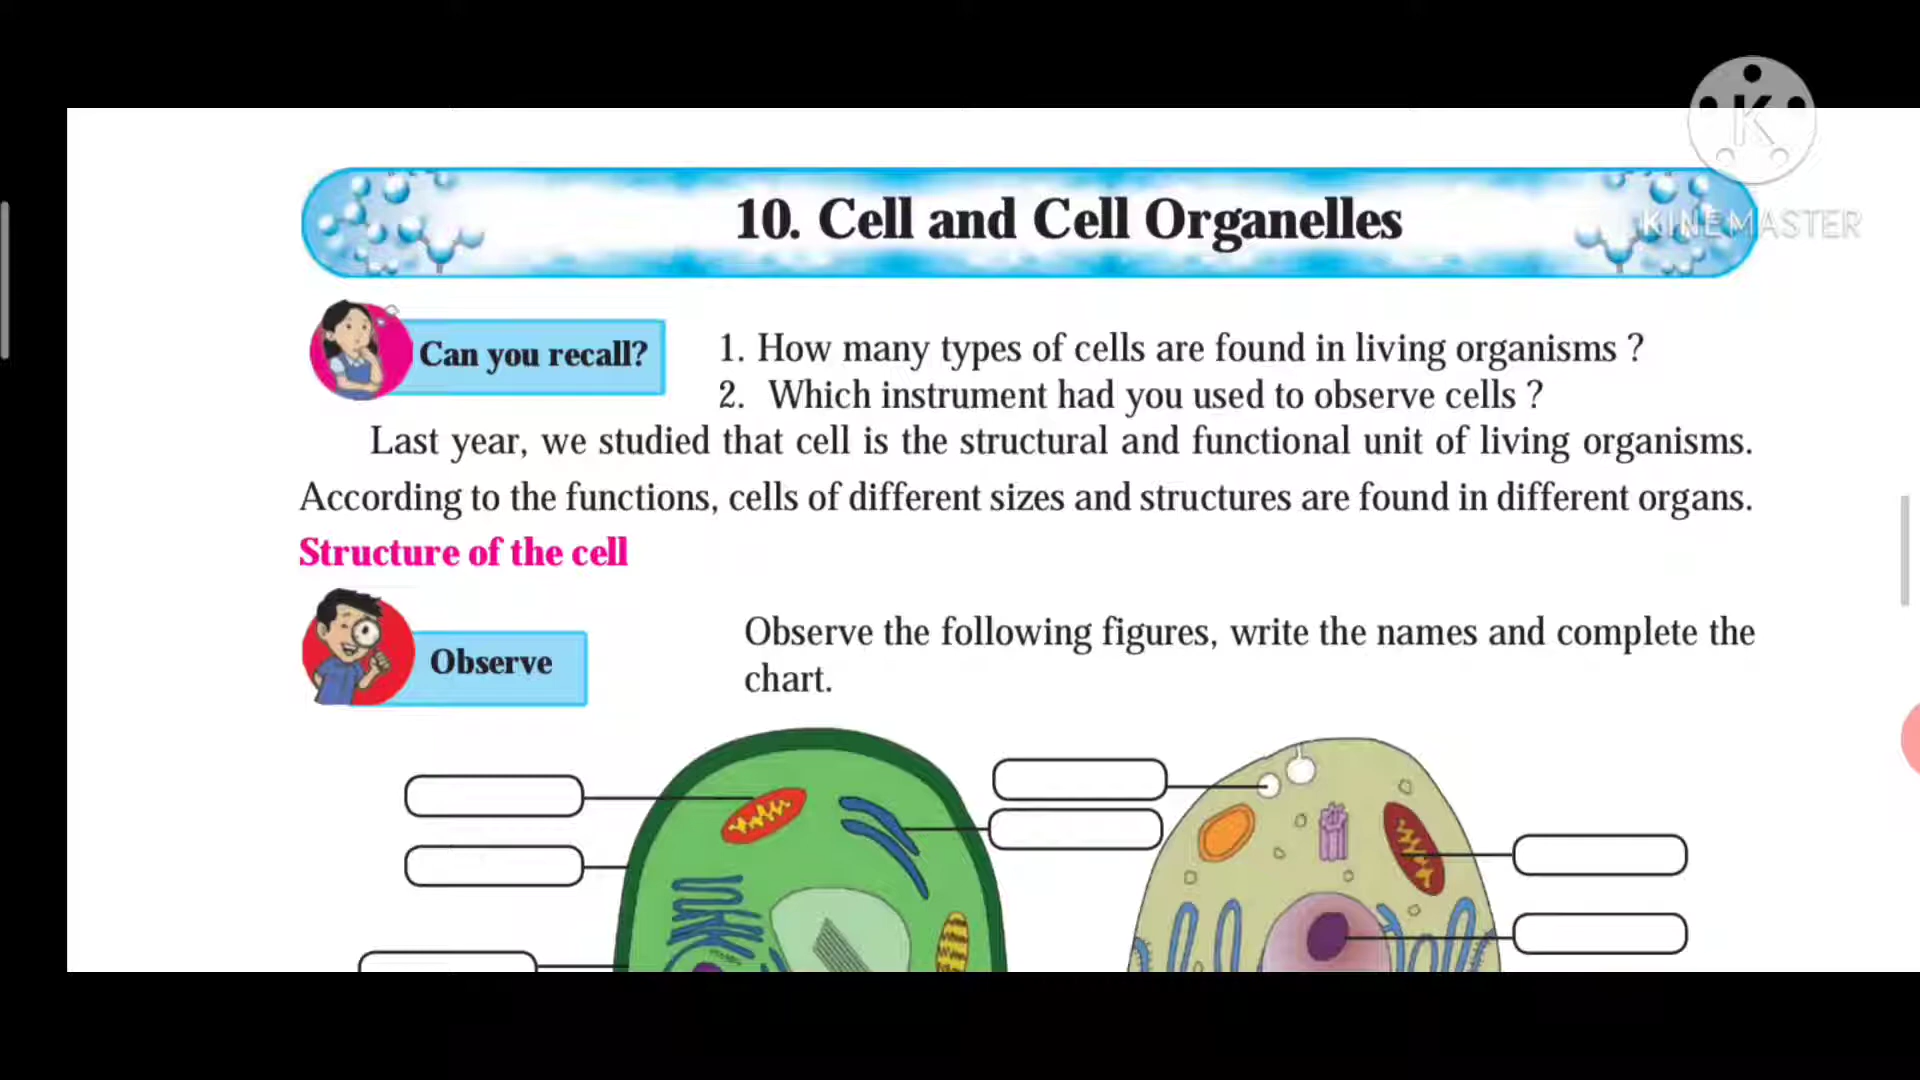 K
KINEMASTER
10. Cell and Cell Organelles
Can you recall?
1. How many types of cells are found in living organisms ?
2. Which instrument had you used to observe cells ?
Last year, we studied that cell is the structural and functional unit of living organisms.
According to the functions, cells of different sizes and structures are found in different organs.
Structure of the cell
Observe
Observe the following figures, write the names and complete the
chart.